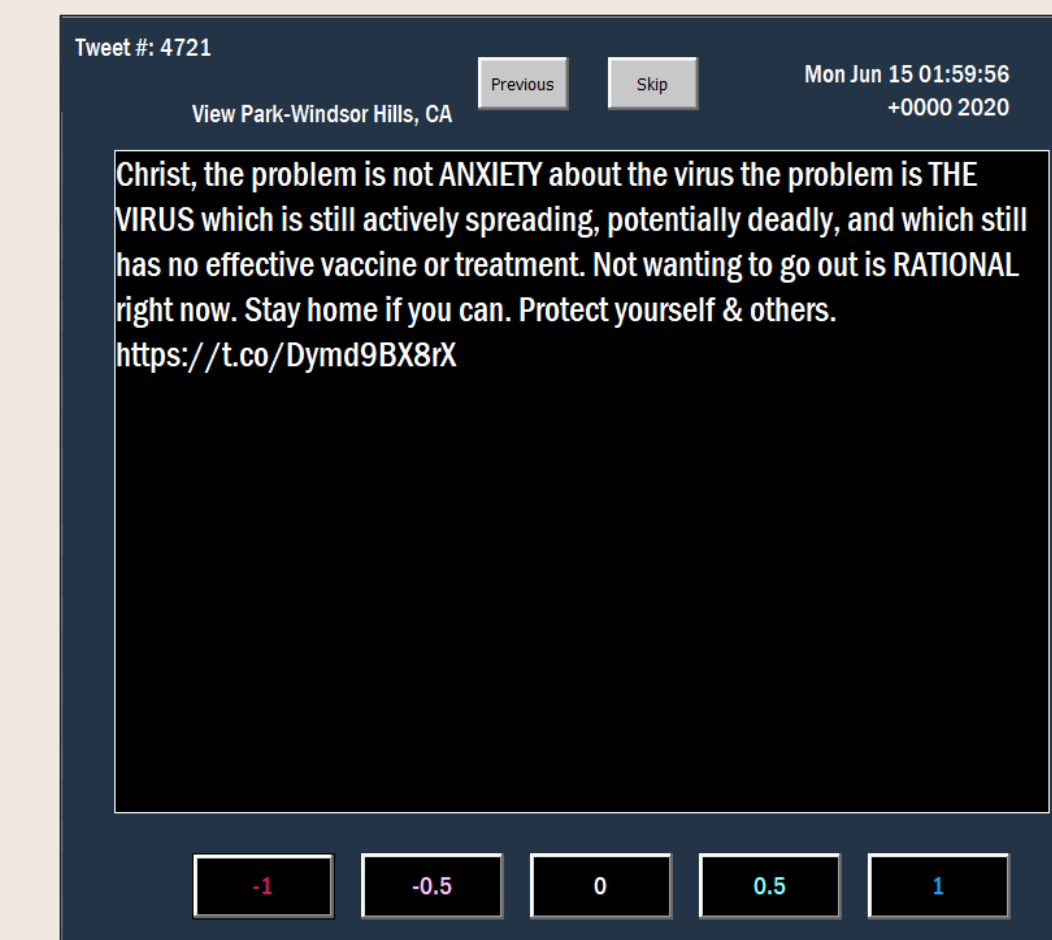 Tweet #: 4721
Previous
Skip
Mon Jun 15 01:59:56
+0000 2020
View Park-Windsor Hills, CA
Christ, the problem is not ANXIETY about the virus the problem is THE
VIRUS which is still actively spreading, potentially deadly, and which still
has no effective vaccine or treatment. Not wanting to go out is RATIONAL
right now. Stay home if you can. Protect yourself & others.
https://t.co/Dymd9BX8rX
-1
-0.5
0
0.5
1